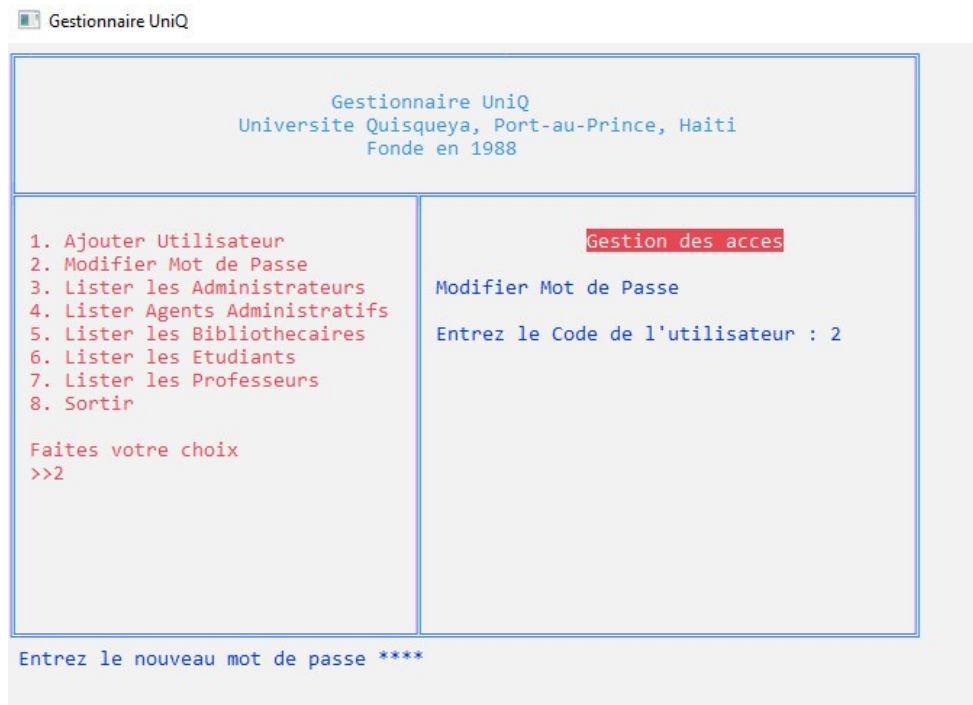 Gestionnaire UniQ
Gestionnaire UniQ
Universite Quisqueya, Port-au-Prince, Haiti
Fonde en 1988
1. Ajouter Utilisateur
2. Modifier Mot de Passe
3. Lister les Administrateurs
4. Lister Agents Administratifs
5. Lister les Bibliothecaires
6. Lister les Etudiants
7. Lister les Professeurs
8. Sortir
Faites votre choix
>>2
Gestion des acces
Modifier Mot de Passe
Entrez le Code de l'utilisateur : 2
Entrez le nouveau mot de passe ****